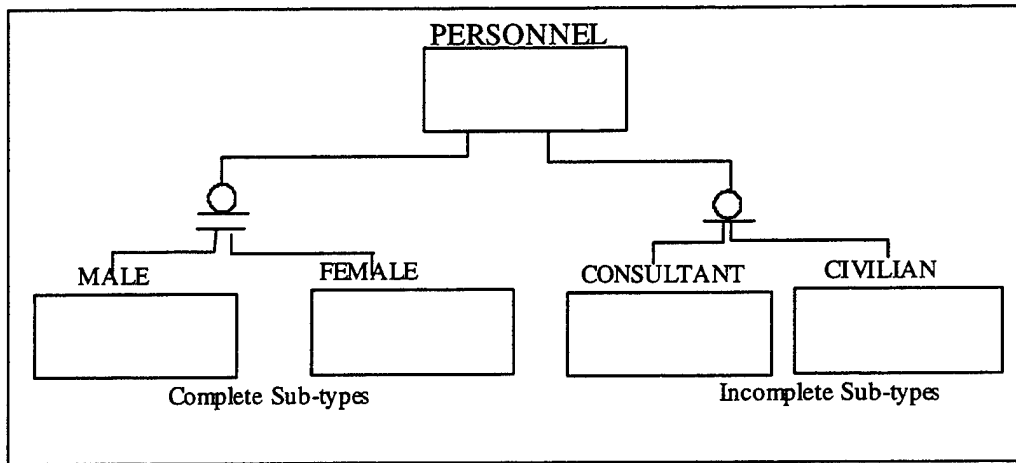 PERSONNEL
MALE
FEMALE
CONSULTANT
CIVILIAN
Complete Sub-types
Incomplete Sub-types